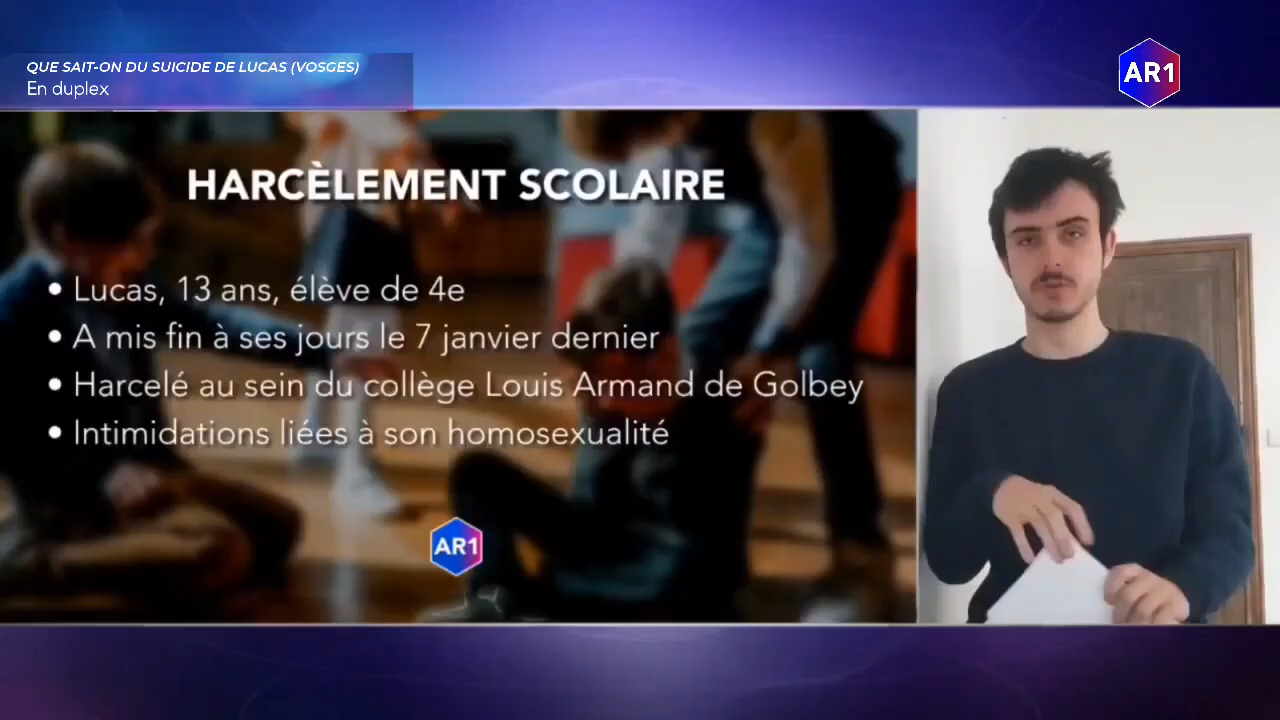 QUE SAIT-ON DU SUICIDE DE LUCAS (VOSGES)
En duplex
AR1
HARCÈLEMENT SCOLAIRE
• Lucas, 13 ans, élève de 4e
• A mis fin à ses jours le 7 janvier dernier
• Harcelé au sein du collège Louis Armand de Golbey
• Intimidations liées à son homosexualité
AR1